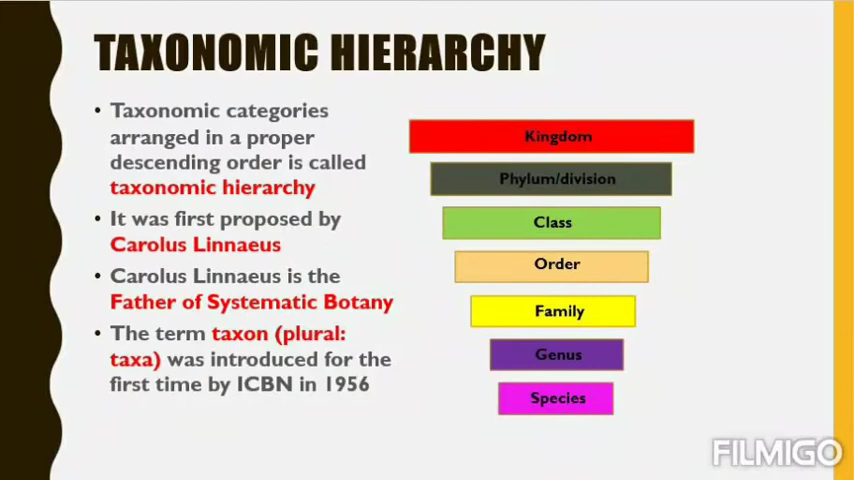 TAXONOMIC HIERARCHY
• Taxonomic categories
arranged in a proper
descending order is called
taxonomic hierarchy
• It was first proposed by
Carolus Linnaeus
• Carolus Linnaeus is the
Father of Systematic Botany
• The term taxon (plural:
taxa) was introduced for the
first time by ICBN in 1956
Kingdom
Phylum/division
Class
Order
Family
Genus
Species
FILMIGO